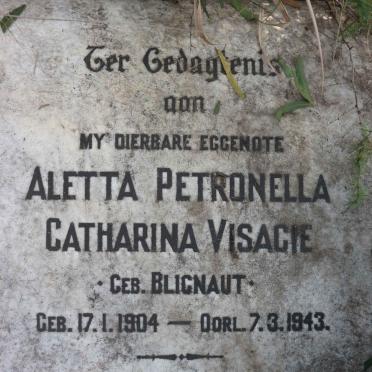 Ter Gedagtenis
aan
MY DIERBARE EGGENOTE
ALETTA PETRONELLA
CATHARINA VISAGIE
· GEB. BLIGNAUT ·
GEB. 17. 1. 1904 — OORL. 7. 3. 1943.